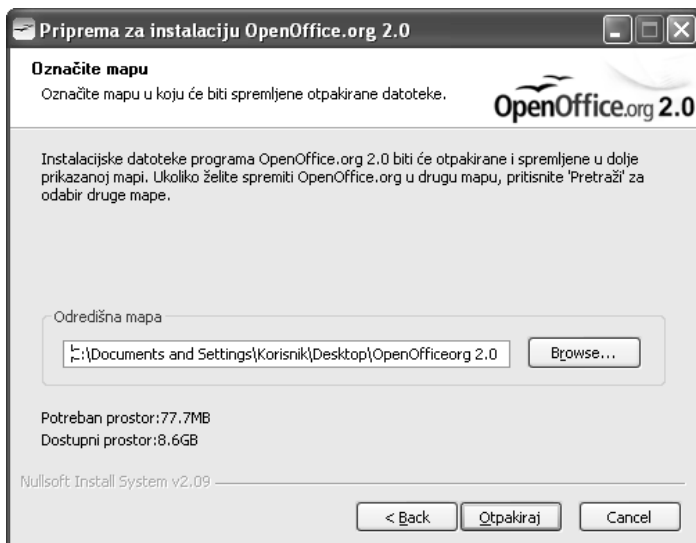 Priprema za instalaciju OpenOffice.org 2.0
Označite mapu
Označite mapu u koju će biti spremljene otpakirane datoteke.
OpenOffice.org 2.0
Instalacijske datoteke programa OpenOffice.org 2.0 biti će otpakirane i spremljene u dolje
prikazanoj mapi. Ukoliko želite spremiti OpenOffice.org u drugu mapu, pritisnite 'Pretraži' za
odabir druge mape.
Odredišna mapa
C:\Documents and Settings\Korisnik\Desktop\OpenOfficeorg 2.0
Browse...
Potreban prostor:77.7MB
Dostupni prostor:8.6GB
Nullsoft Install System v2.09
< Back
Otpakiraj
Cancel